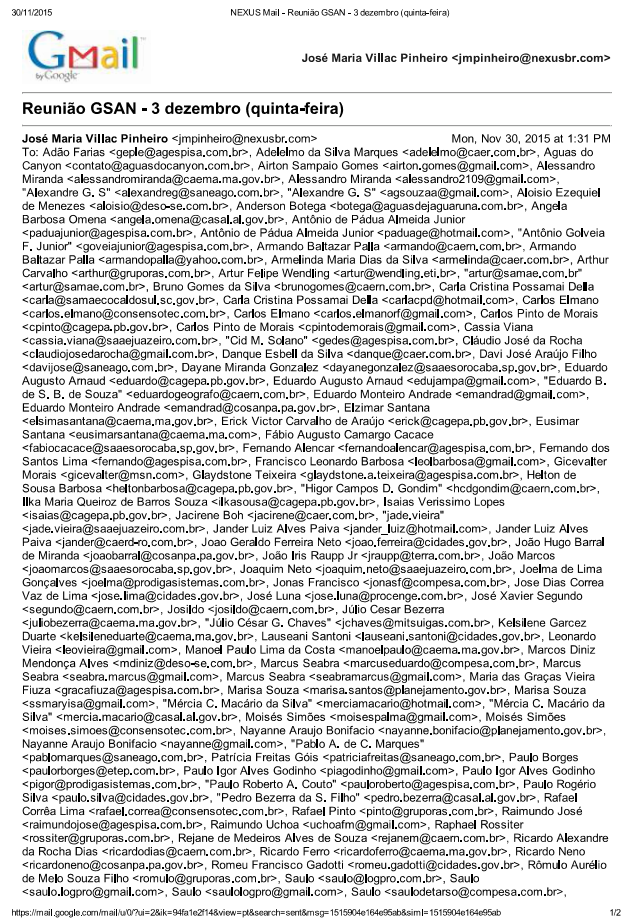 30/11/2015 NEXUS Mail - Reunião GSAN - 3 dezembro (quinta-feira)
Gmail
by Google
José Maria Villac Pinheiro <jmpinheiro@nexusbr.com>
Reunião GSAN - 3 dezembro (quinta-feira)
José Maria Villac Pinheiro <jmpinheiro@nexusbr.com> Mon, Nov 30, 2015 at 1:31 PM
To: Adão Farias <geple@agespisa.com.br>, Adelelmo da Silva Marques <adelelmo@caer.com.br>, Aguas do
Canyon <contato@aguasdocanyon.com.br>, Airton Sampaio Gomes <airton.gomes@gmail.com>, Alessandro
Miranda <alessandromiranda@caema.ma.gov.br>, Alessandro Miranda <alessandro2109@gmail.com>,
"Alexandre G. S" <alexandreg@saneago.com.br>, "Alexandre G. S" <agsouzaa@gmail.com>, Aloisio Ezequiel
de Menezes <aloisio@deso-se.com.br>, Anderson Botega <botega@aguasdejaguaruna.com.br>, Angela
Barbosa Omena <angela.omena@casal.al.gov.br>, Antônio de Pádua Almeida Junior
<paduajunior@agespisa.com.br>, Antônio de Pádua Almeida Junior <paduage@hotmail.com>, "Antônio Golveia
F. Junior" <goveiajunior@agespisa.com.br>, Armando Baltazar Palla <armando@caern.com.br>, Armando
Baltazar Palla <armandopalla@yahoo.com.br>, Armelinda Maria Dias da Silva <armelinda@caer.com.br>, Arthur
Carvalho <arthur@gruporas.com.br>, Artur Felipe Wendling <artur@wendling.eti.br>, "artur@samae.com.br"
<artur@samae.com.br>, Bruno Gomes da Silva <brunogomes@caern.com.br>, Carla Cristina Possamai Della
<carla@samaecocaldosul.sc.gov.br>, Carla Cristina Possamai Della <carlacpd@hotmail.com>, Carlos Elmano
<carlos.elmano@consensotec.com.br>, Carlos Elmano <carlos.elmanorf@gmail.com>, Carlos Pinto de Morais
<cpinto@cagepa.pb.gov.br>, Carlos Pinto de Morais <cpintodemorais@gmail.com>, Cassia Viana
<cassia.viana@saaejuazeiro.com.br>, "Cid M. Solano" <gedes@agespisa.com.br>, Cláudio José da Rocha
<claudiojosedarocha@gmail.com>, Danque Esbell da Silva <danque@caer.com.br>, Davi José Araújo Filho
<davijose@saneago.com.br>, Dayane Miranda Gonzalez <dayanegonzalez@saaesorocaba.sp.gov.br>, Eduardo
Augusto Arnaud <eduardo@cagepa.pb.gov.br>, Eduardo Augusto Arnaud <edujampa@gmail.com>, "Eduardo B.
de S. B. de Souza" <eduardogeografo@caern.com.br>, Eduardo Monteiro Andrade <emandrad@gmail.com>,
Eduardo Monteiro Andrade <emandrad@cosanpa.pa.gov.br>, Elzimar Santana
<elsimasantana@caema.ma.gov.br>, Erick Victor Carvalho de Araújo <erick@cagepa.pb.gov.br>, Eusimar
Santana <eusimarsantana@caema.ma.com>, Fábio Augusto Camargo Cacace
<fabiocacace@saaesorocaba.sp.gov.br>, Fernando Alencar <fernandoalencar@agespisa.com.br>, Fernando dos
Santos Lima <fernando@agespisa.com.br>, Francisco Leonardo Barbosa <leolbarbosa@gmail.com>, Gicevalter
Morais <gicevalter@msn.com>, Glaydstone Teixeira <glaydstone.a.teixeira@agespisa.com.br>, Helton de
Sousa Barbosa <heltonbarbosa@cagepa.pb.gov.br>, "Higor Campos D. Gondim" <hcdgondim@caern.com.br>,
Ilka Maria Queiroz de Barros Souza <ilkasousa@cagepa.pb.gov.br>, Isaias Veríssimo Lopes
<isaias@cagepa.pb.gov.br>, Jacirene Boh <jacirene@caer.com.br>, "jade.vieira"
<jade.vieira@saaejuazeiro.com.br>, Jander Luiz Alves Paiva <jander_luiz@hotmail.com>, Jander Luiz Alves
Paiva <jander@caerd-ro.com.br>, Joao Geraldo Ferreira Neto <joao.ferreira@cidades.gov.br>, João Hugo Barral
de Miranda <joaobarral@cosanpa.pa.gov.br>, João Iris Raupp Jr <jraupp@terra.com.br>, João Marcos
<joaomarcos@saaesorocaba.sp.gov.br>, Joaquim Neto <joaquim.neto@saaejuazeiro.com.br>, Joelma de Lima
Gonçalves <joelma@prodigasistemas.com.br>, Jonas Francisco <jonasf@compesa.com.br>, Jose Dias Correa
Vaz de Lima <jose.lima@cidades.gov.br>, José Luna <jose.luna@procenge.com.br>, José Xavier Segundo
<segundo@caern.com.br>, Josildo <josildo@caern.com.br>, Júlio Cesar Bezerra
<juliobezerra@caema.ma.gov.br>, "Júlio César G. Chaves" <jchaves@mitsuigas.com.br>, Kelsilene Garcez
Duarte <kelsileneduarte@caema.ma.gov.br>, Lauseani Santoni <lauseani.santoni@cidades.gov.br>, Leonardo
Vieira <leovieira@gmail.com>, Manoel Paulo Lima da Costa <manoelpaulo@caema.ma.gov.br>, Marcos Diniz
Mendonça Alves <mdiniz@deso-se.com.br>, Marcus Seabra <marcuseduardo@compesa.com.br>, Marcus
Seabra <seabra.marcus@gmail.com>, Marcus Seabra <seabramarcus@gmail.com>, Maria das Graças Vieira
Fiuza <gracafiuza@agespisa.com.br>, Marisa Souza <marisa.santos@planejamento.gov.br>, Marisa Souza
<ssmaryisa@gmail.com>, "Mércia C. Macário da Silva" <merciamacario@hotmail.com>, "Mércia C. Macário da
Silva" <mercia.macario@casal.al.gov.br>, Moisés Simões <moisespalma@gmail.com>, Moisés Simões
<moises.simoes@consensotec.com.br>, Nayanne Araujo Bonifacio <nayanne.bonifacio@planejamento.gov.br>,
Nayanne Araujo Bonifacio <nayanne@gmail.com>, "Pablo A. de C. Marques"
<pablomarques@saneago.com.br>, Patrícia Freitas Góis <patriciafreitas@saneago.com.br>, Paulo Borges
<paulorborges@etep.com.br>, Paulo Igor Alves Godinho <piagodinho@gmail.com>, Paulo Igor Alves Godinho
<pigor@prodigasistemas.com.br>, "Paulo Roberto A. Couto" <pauloroberto@agespisa.com.br>, Paulo Rogério
Silva <paulo.silva@cidades.gov.br>, "Pedro Bezerra da S. Filho" <pedro.bezerra@casal.al.gov.br>, Rafael
Corrêa Lima <rafael.correa@consensotec.com.br>, Rafael Pinto <pinto@gruporas.com.br>, Raimundo José
<raimundojose@agespisa.com.br>, Raimundo Uchoa <uchoafm@gmail.com>, Raphael Rossiter
<rossiter@gruporas.com.br>, Rejane de Medeiros Alves de Souza <rejanem@caern.com.br>, Ricardo Alexandre
da Rocha Dias <ricardodias@caern.com.br>, Ricardo Ferro <ricardoferro@caema.ma.gov.br>, Ricardo Neno
<ricardoneno@cosanpa.pa.gov.br>, Romeu Francisco Gadotti <romeu.gadotti@cidades.gov.br>, Rômulo Aurélio
de Melo Souza Filho <romulo@gruporas.com.br>, Saulo <saulo@logpro.com.br>, Saulo
<saulo.logpro@gmail.com>, Saulo <saulologpro@gmail.com>, Saulo <saulodetarso@compesa.com.br>,
https://mail.google.com/mail/u/0/?ui=2&ik=94fa1e2f14&view=pt&search=sent&msg=1515904e164e95ab&siml=1515904e164e95ab 1/2